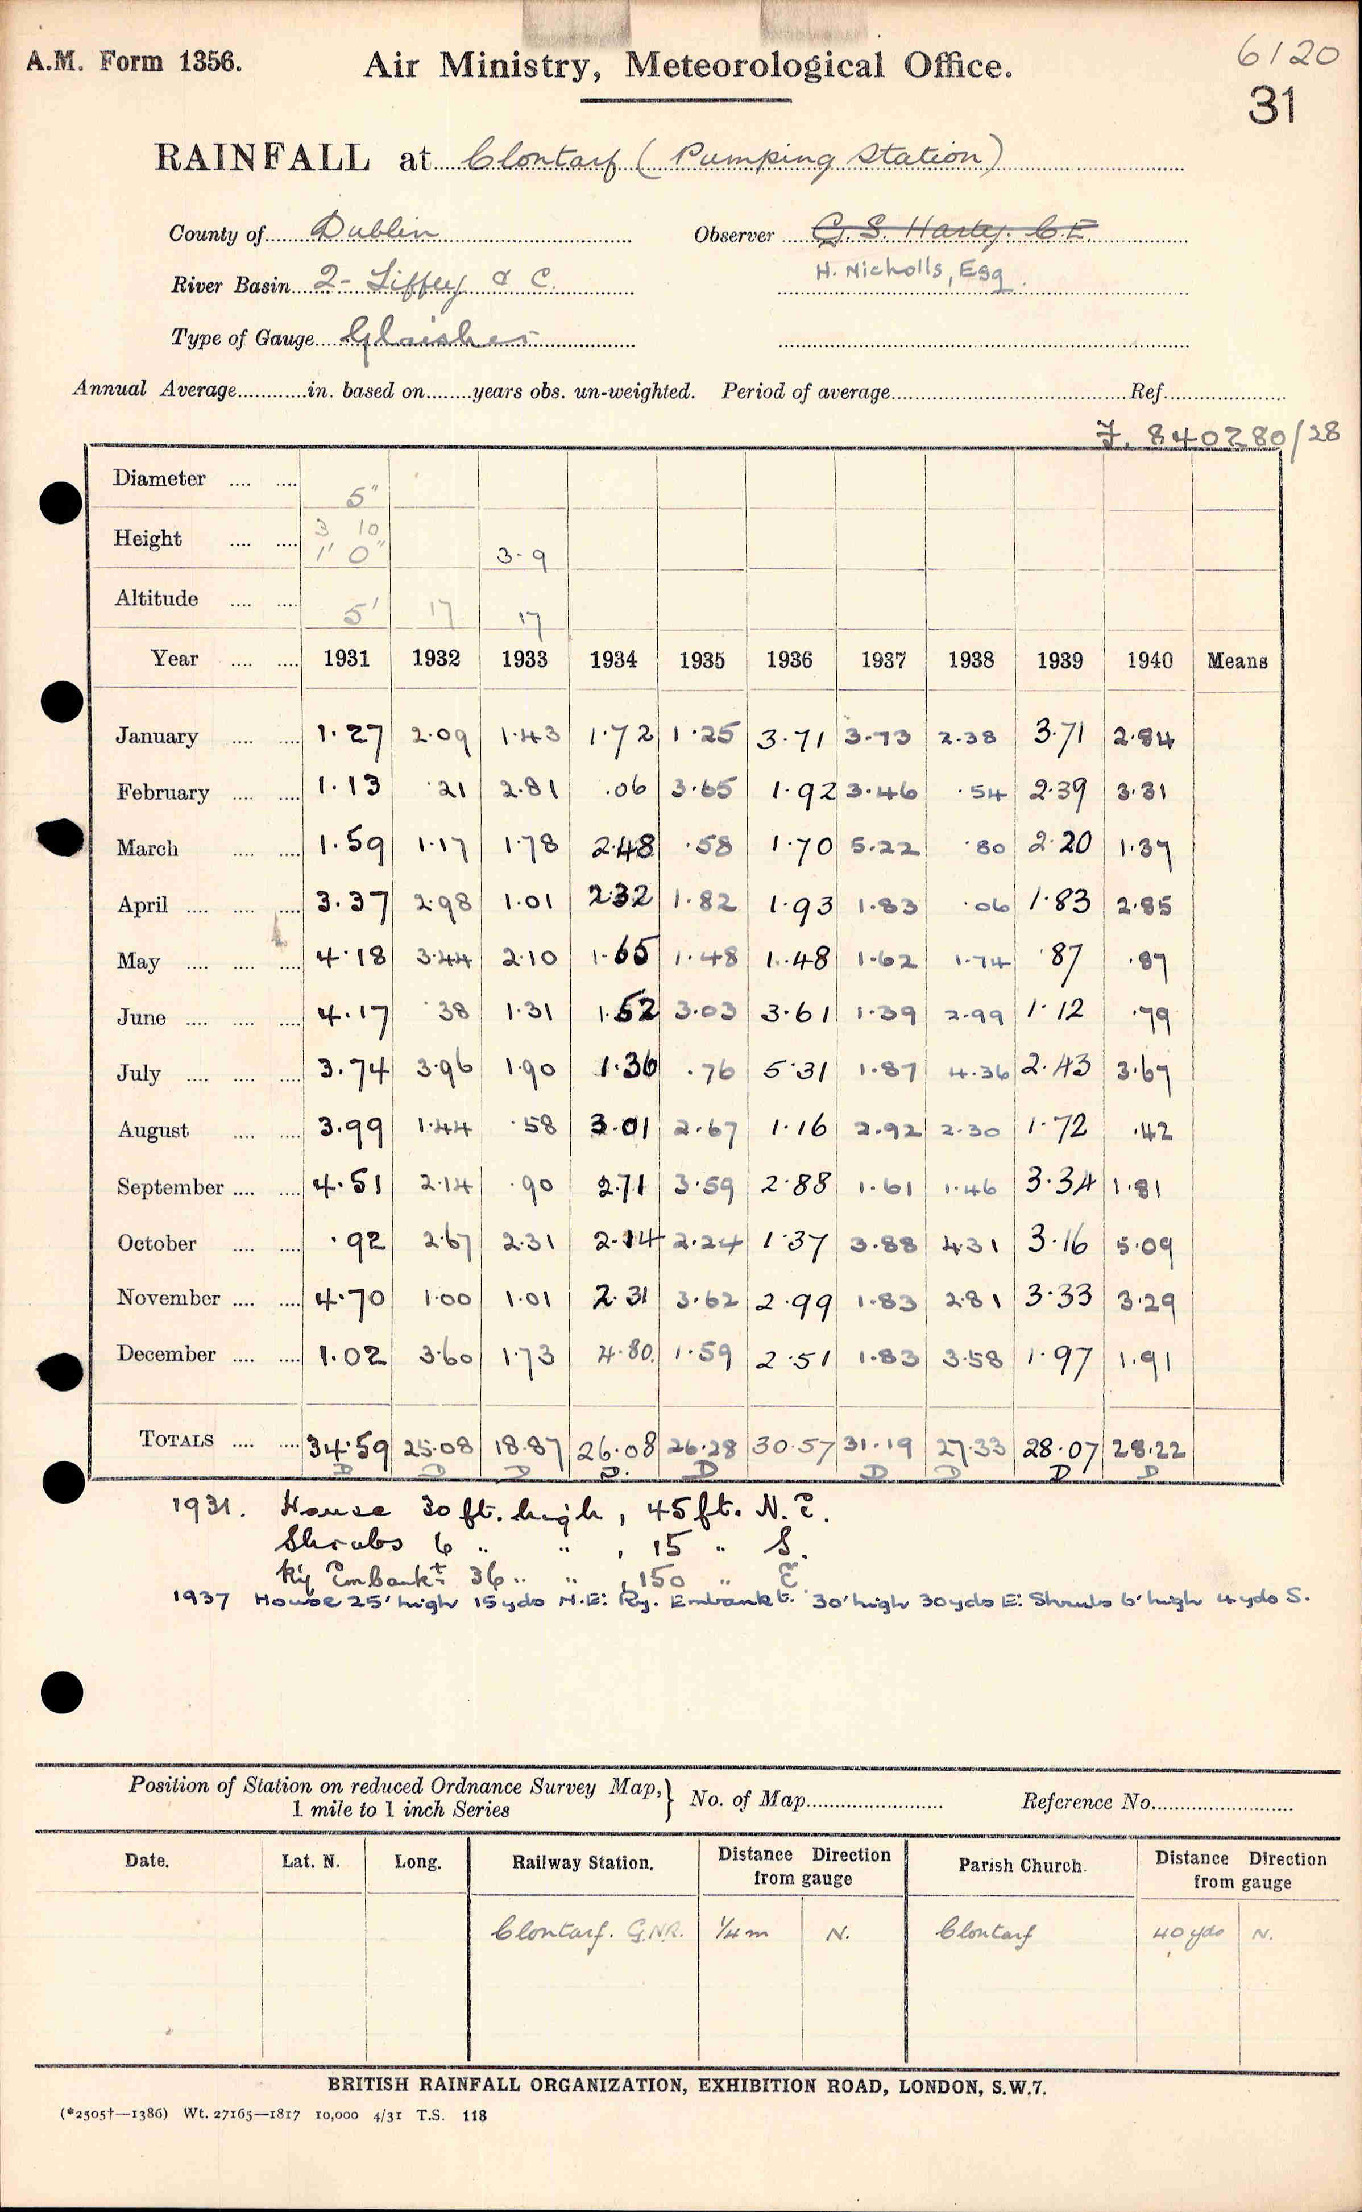 A.M. Form 1356.
Air Ministry, Meteorological Office.
6120
31
RAINFALL at Clontarf (Pumping Station)
County of Dublin Observer G. S. Harty. C.E.
River Basin 2- Liffey & C. H. Nicholls, Esq.
Type of Gauge Glaisher
Annual Average in. based on years obs. un-weighted. Period of average Ref.
J. 840280/28
Diameter 5"
Height 3 10
1' 0" 3-9
Altitude 5' 17 17
Year 1931 1932 1933 1934 1935 1936 1937 1938 1939 1940 Means
January 1.27 2.09 1.43 1.72 1.25 3.71 3.73 2.38 3.71 2.84
February 1.13 .21 2.81 .06 3.65 1.92 3.46 .54 2.39 3.31
March 1.59 1.17 1.78 2.48 .58 1.70 5.22 .80 2.20 1.37
April 3.37 2.98 1.01 2.32 1.82 1.93 1.83 .06 1.83 2.85
May 4.18 3.44 2.10 1.65 1.48 1.48 1.62 1.74 .87 .87
June 4.17 .38 1.31 1.52 3.03 3.61 1.39 2.99 1.12 .79
July 3.74 3.96 1.90 1.36 .76 5.31 1.87 4.36 2.43 3.67
August 3.99 1.44 .58 3.01 2.67 1.16 2.92 2.30 1.72 .42
September 4.51 2.14 .90 2.71 3.59 2.88 1.61 1.46 3.34 1.81
October .92 2.67 2.31 2.14 2.24 1.37 3.88 4.31 3.16 5.09
November 4.70 1.00 1.01 2.31 3.62 2.99 1.83 2.81 3.33 3.29
December 1.02 3.60 1.73 4.80. 1.59 2.51 1.83 3.58 1.97 1.91
TOTALS 34.59 25.08 18.87 26.08 26.28 30.57 31.19 27.33 28.07 28.22
D D D D. D D D D D
1931. House 30 ft. high, 45 ft. N.E.
Shrubs 6 " " , 15 " S.
Ry Embankt 36 " " , 150 " E
1937 House 25' high 15 yds N.E: Ry. Embankt. 30' high 30 yds E: Shrubs 6' high 4 yds S.
Position of Station on reduced Ordnance Survey Map,} No. of Map Reference No.
1 mile to 1 inch Series
Date. Lat. N. Long. Railway Station. Distance from gauge Direction Parish Church. Distance from gauge Direction
Clontarf. G.N.R. 1/4 m N. Clontarf 40 yds N.
BRITISH RAINFALL ORGANIZATION, EXHIBITION ROAD, LONDON, S.W.7.
(*2505†—1386) Wt. 27165—1817 10,000 4/31 T.S. 118